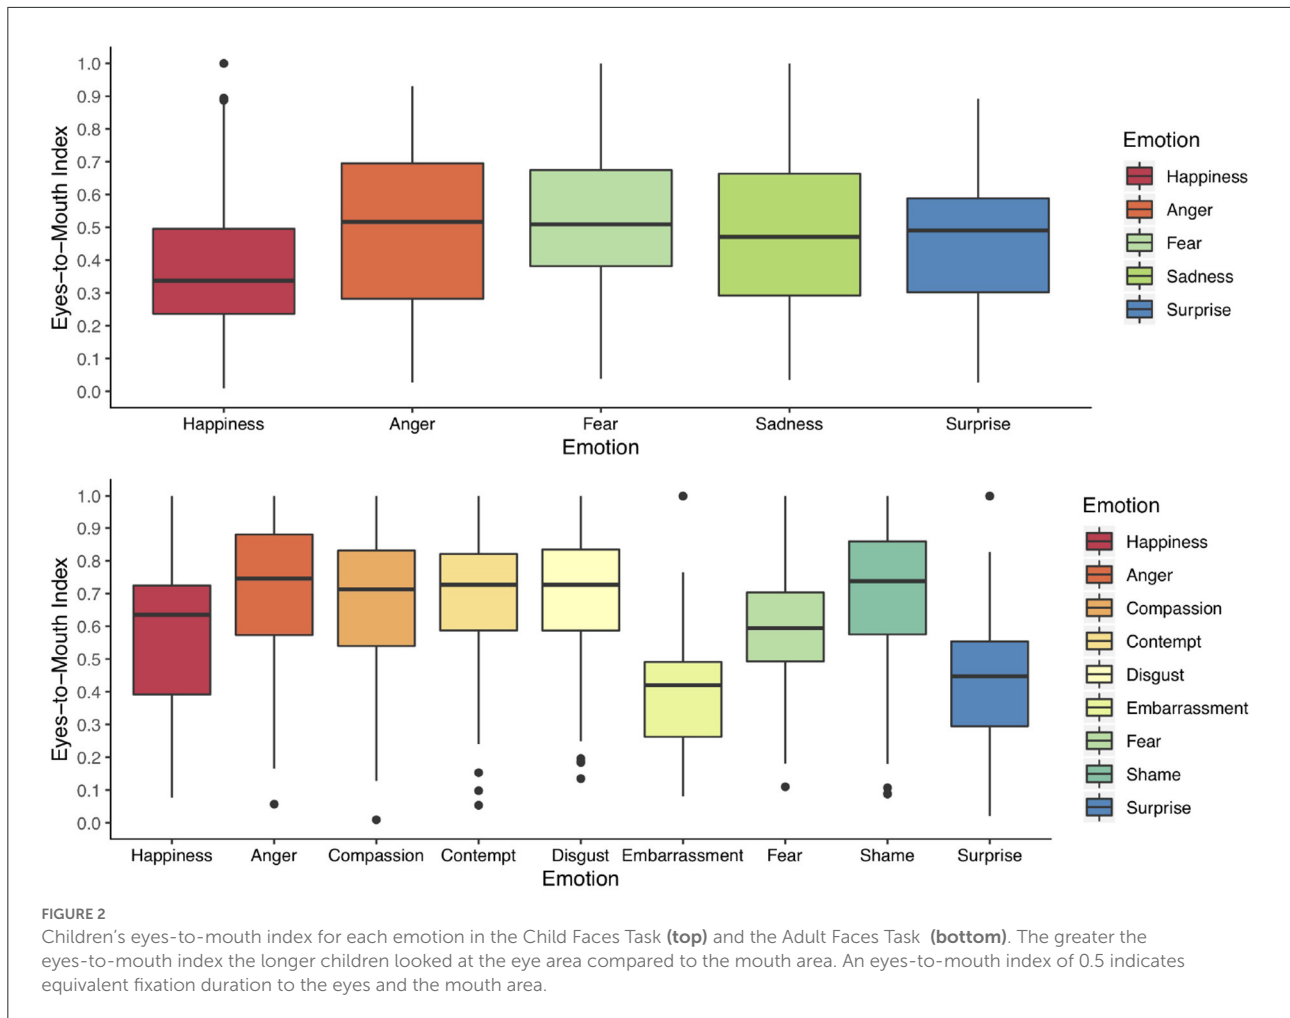 1.0
0.9
0.8
0.7
0.6
0.5
0.4
0.3
0.2
0.1
0.0
Eyes-to-Mouth Index
Happiness Anger Fear Sadness Surprise
Emotion
Emotion
Happiness
Anger
Fear
Sadness
Surprise
1.0
0.9
0.8
0.7
0.6
0.5
0.4
0.3
0.2
0.1
0.0
Eyes-to-Mouth Index
Happiness Anger Compassion Contempt Disgust Embarrassment Fear Shame Surprise
Emotion
Emotion
Happiness
Anger
Compassion
Contempt
Disgust
Embarrassment
Fear
Shame
Surprise
FIGURE 2
Children's eyes-to-mouth index for each emotion in the Child Faces Task (top) and the Adult Faces Task (bottom). The greater the
eyes-to-mouth index the longer children looked at the eye area compared to the mouth area. An eyes-to-mouth index of 0.5 indicates
equivalent fixation duration to the eyes and the mouth area.